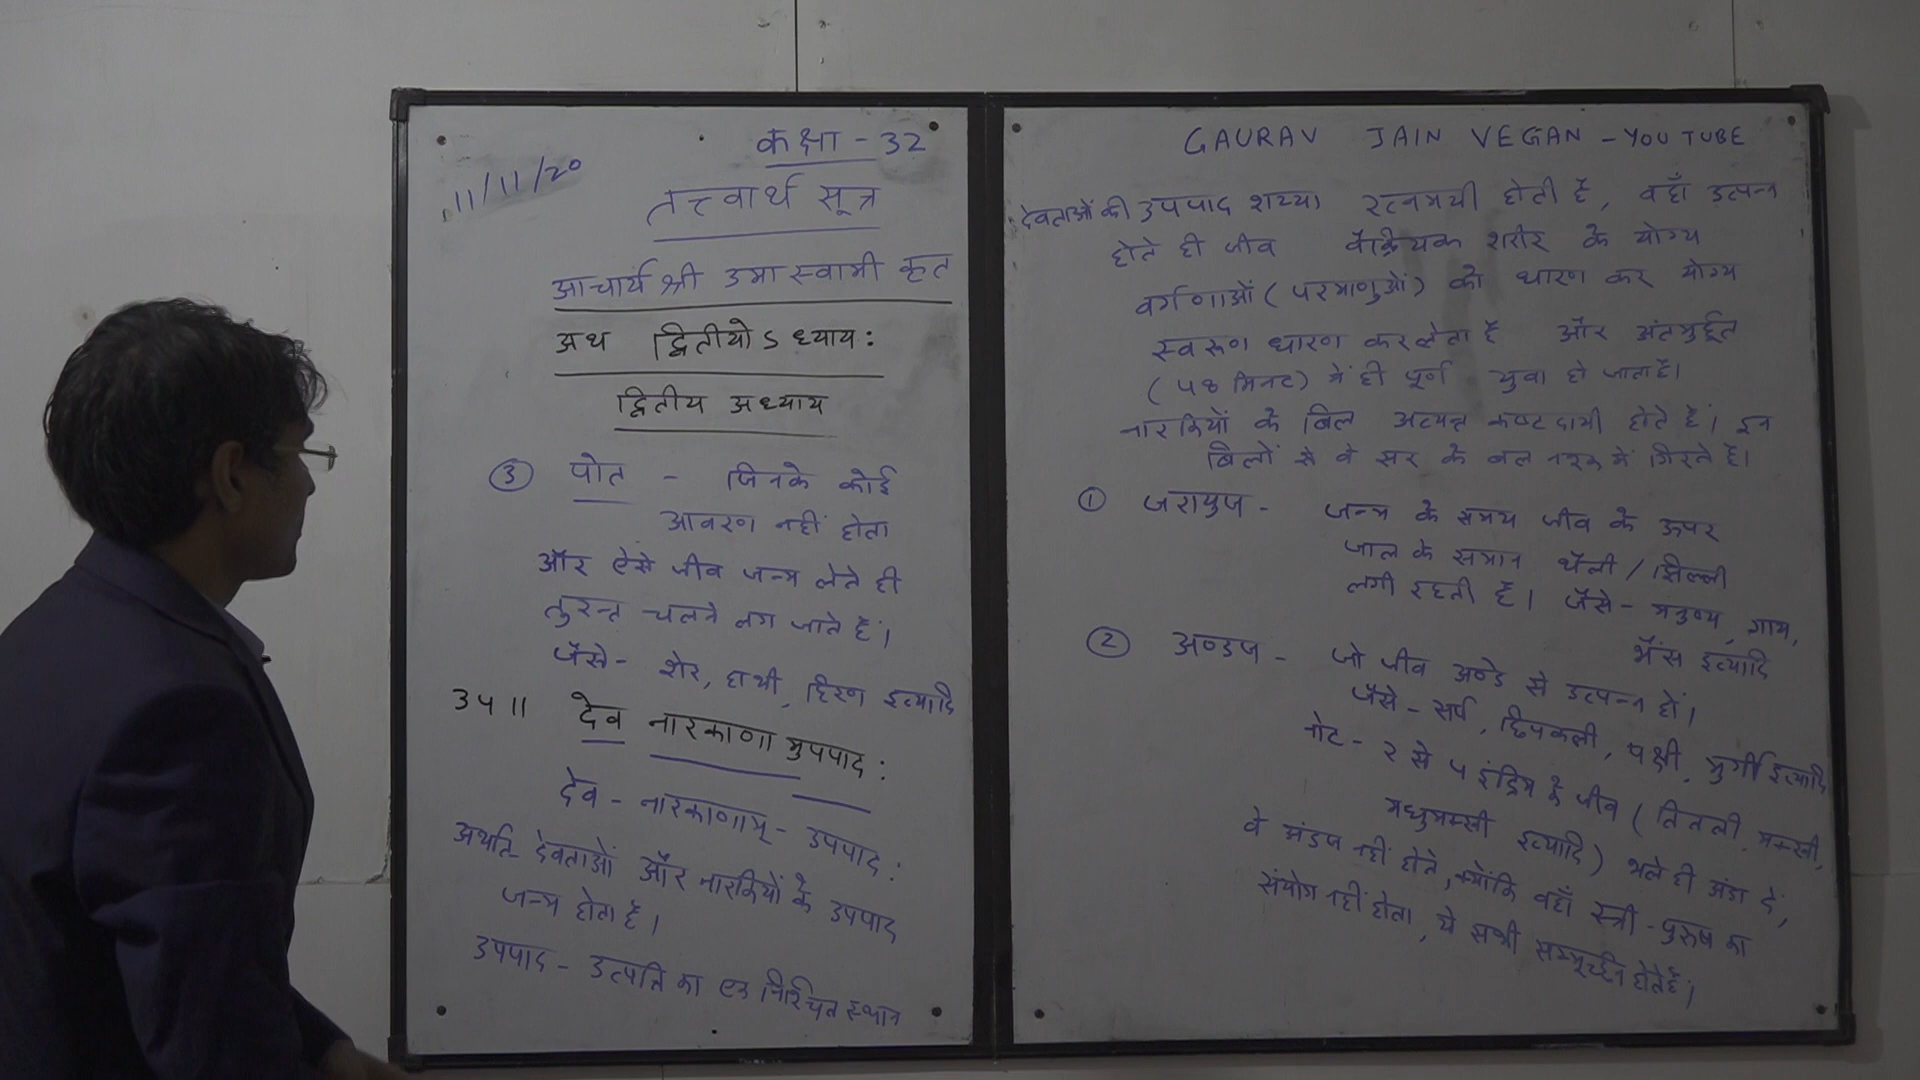 कक्षा - 32
11/11/20
तत्त्वार्थ सूत्र
आचार्य श्री उमास्वामी कृत
अथ द्वितीयोऽध्यायः
द्वितीय अध्याय
③ पोत - जिनके कोई
आवरण नहीं होता
और ऐसे जीव जन्म लेते ही
तुरन्त चलने लग जाते हैं।
जैसे - शेर, हाथी, हिरण इत्यादि
३४॥ देव नारकाणामुपपादः
देव - नारकाणाम् - उपपादः
अर्थात् देवताओं और नारकियों के उपपाद
जन्म होता है।
उपपाद - उत्पत्ति का एक निश्चित स्थान
GAURAV JAIN VEGAN - YOU TUBE
देवताओं की उपपाद शय्या रत्नमयी होती है, वहाँ उत्पन्न
होते ही जीव वैक्रियक शरीर के योग्य
वर्गणाओं (परमाणुओं) को धारण कर योग्य
स्वरूप धारण कर लेता है और अंतमुर्हूत
(४८ मिनट) में ही पूर्ण युवा हो जाता है।
नारकियों के बिल अत्यन्त कष्टदायी होते हैं। इन
बिलों से वे सर के बल नरक में गिरते हैं।
① जरायुज - जन्म के समय जीव के ऊपर
जाल के समान थैली / झिल्ली
लगी रहती है। जैसे - मनुष्य, गाय,
भैंस इत्यादि
② अण्डज - जो जीव अण्डे से उत्पन्न हों।
जैसे - सर्प, छिपकली, पक्षी, मुर्गी इत्यादि
नोट - २ से ४ इंद्रिय के जीव (तितली, मक्खी,
मधुमक्खी इत्यादि) भले ही अंडा दें,
वे अंडज नहीं होते, क्योंकि वहाँ स्त्री - पुरुष का
संयोग नहीं होता, ये सभी सम्मूर्च्छन होते हैं।